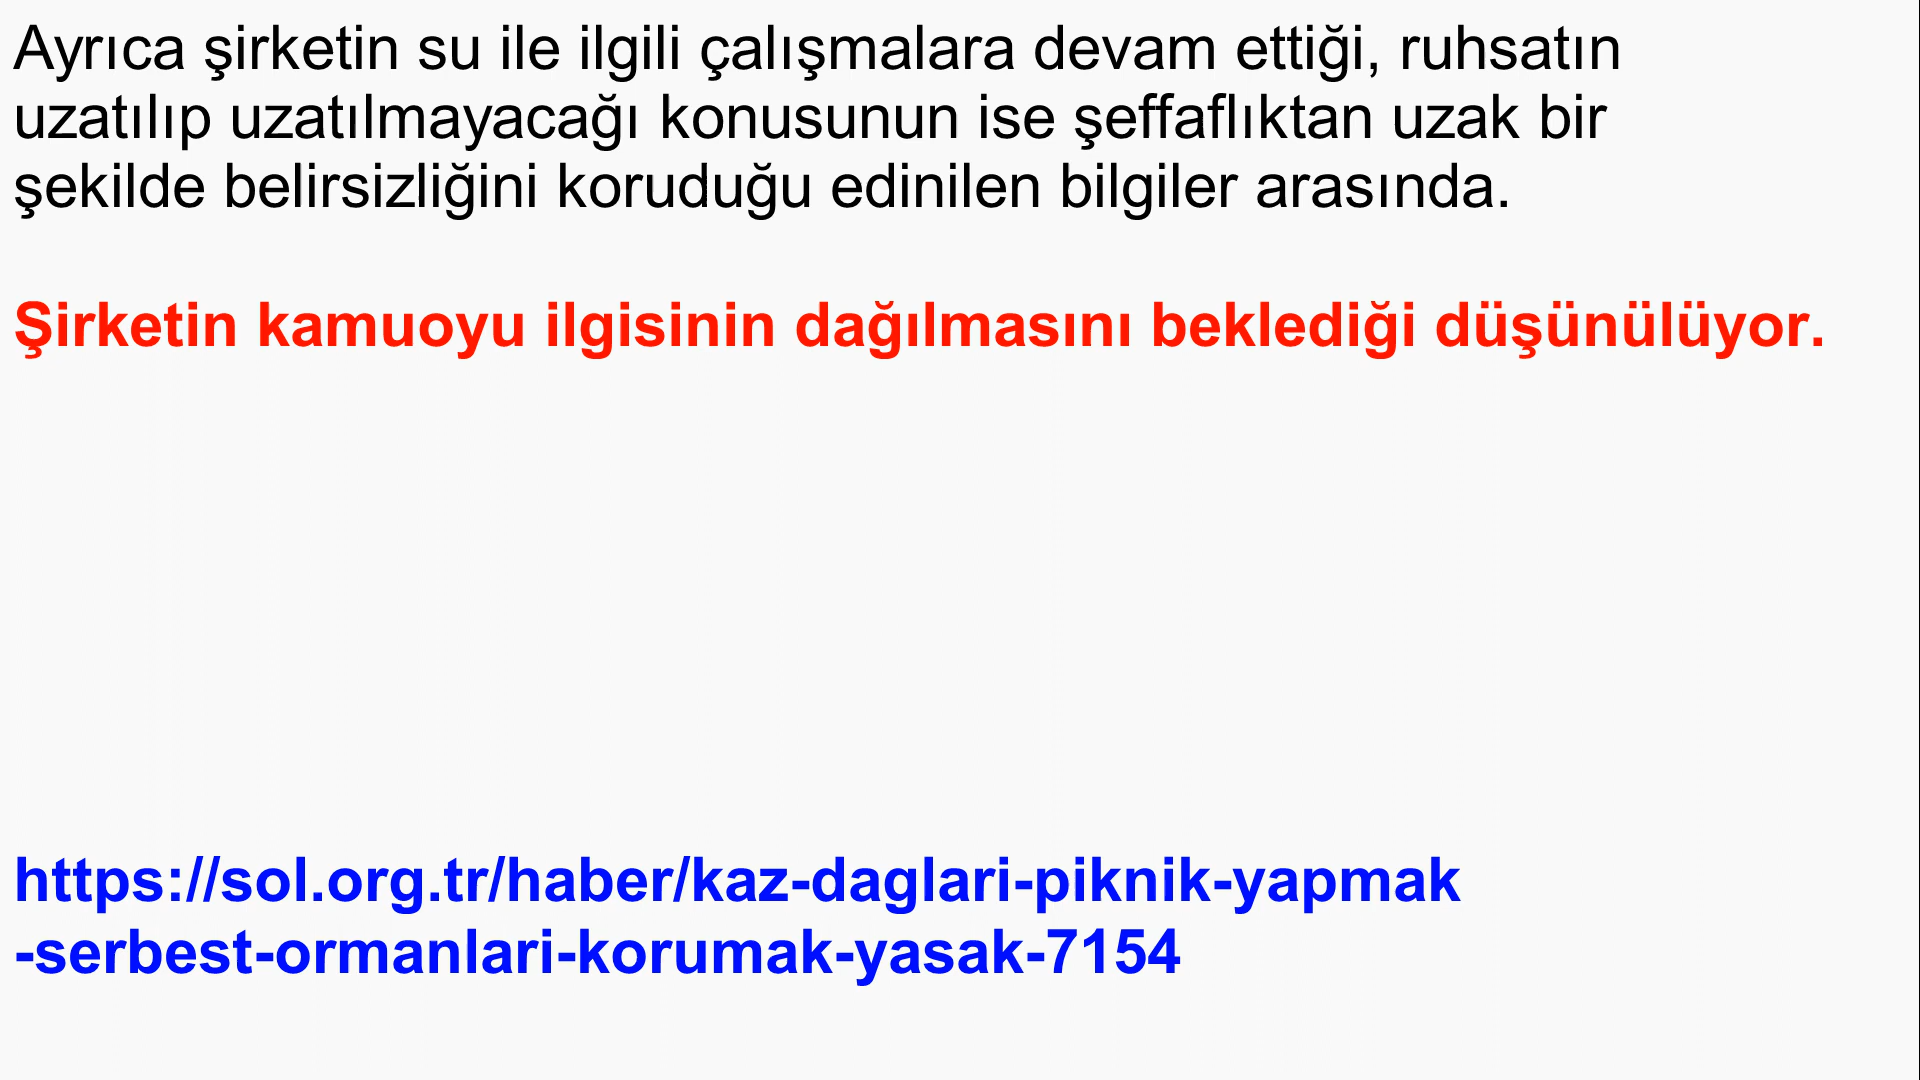 Ayrıca şirketin su ile ilgili çalışmalara devam ettiği, ruhsatın
uzatılıp uzatılmayacağı konusunun ise şeffaflıktan uzak bir
şekilde belirsizliğini koruduğu edinilen bilgiler arasında.
Şirketin kamuoyu ilgisinin dağılmasını beklediği düşünülüyor.
https://sol.org.tr/haber/kaz-daglari-piknik-yapmak
-serbest-ormanlari-korumak-yasak-7154